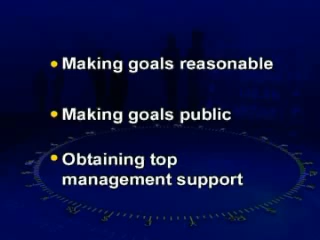 • Making goals reasonable
• Making goals public
• Obtaining top
management support